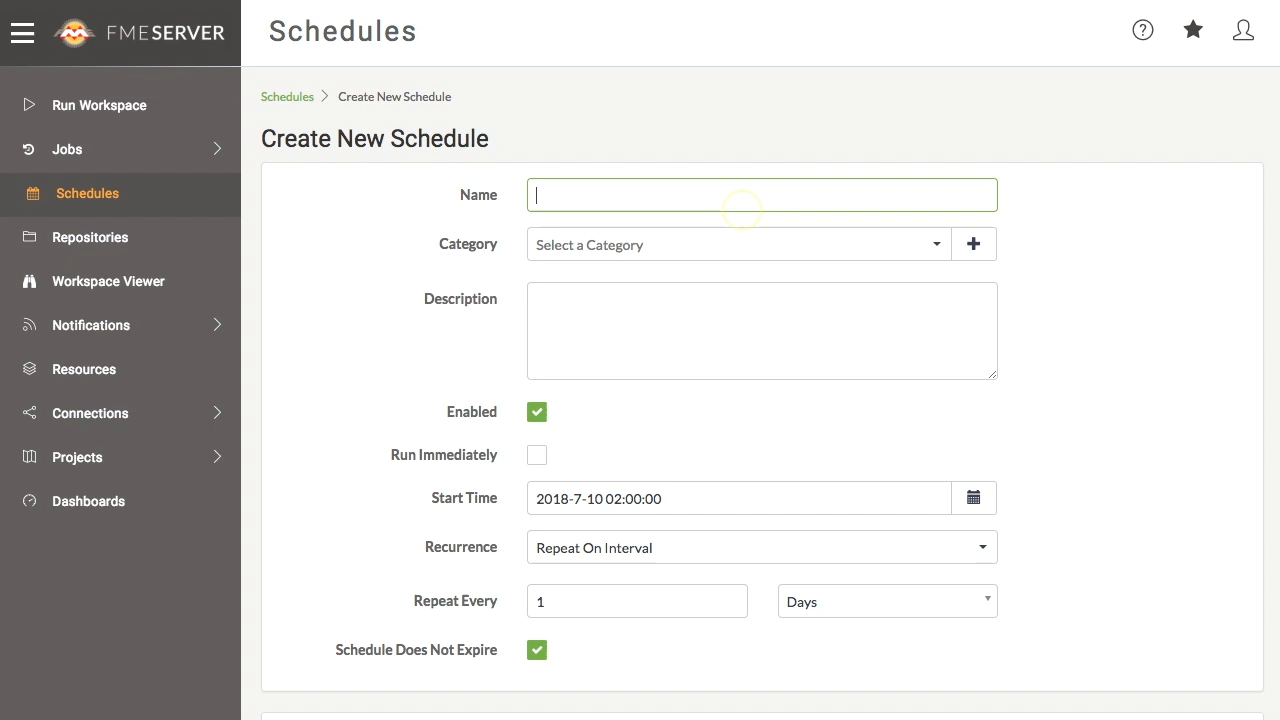 FMESERVER
Schedules
Run Workspace
Jobs
Schedules
Repositories
Workspace Viewer
Notifications
Resources
Connections
Projects
Dashboards
Schedules > Create New Schedule
Create New Schedule
Name
Category Select a Category
Description
Enabled
Run Immediately
Start Time 2018-7-10 02:00:00
Recurrence Repeat On Interval
Repeat Every 1 Days
Schedule Does Not Expire